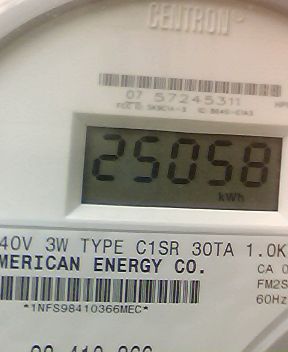 CENTRON
07 57245311
25058
kWh
40V 3W TYPE C1SR 30TA 1.0K
MERICAN ENERGY CO.
CA 0
FM2S
60Hz
*1NFS98410366MEC*